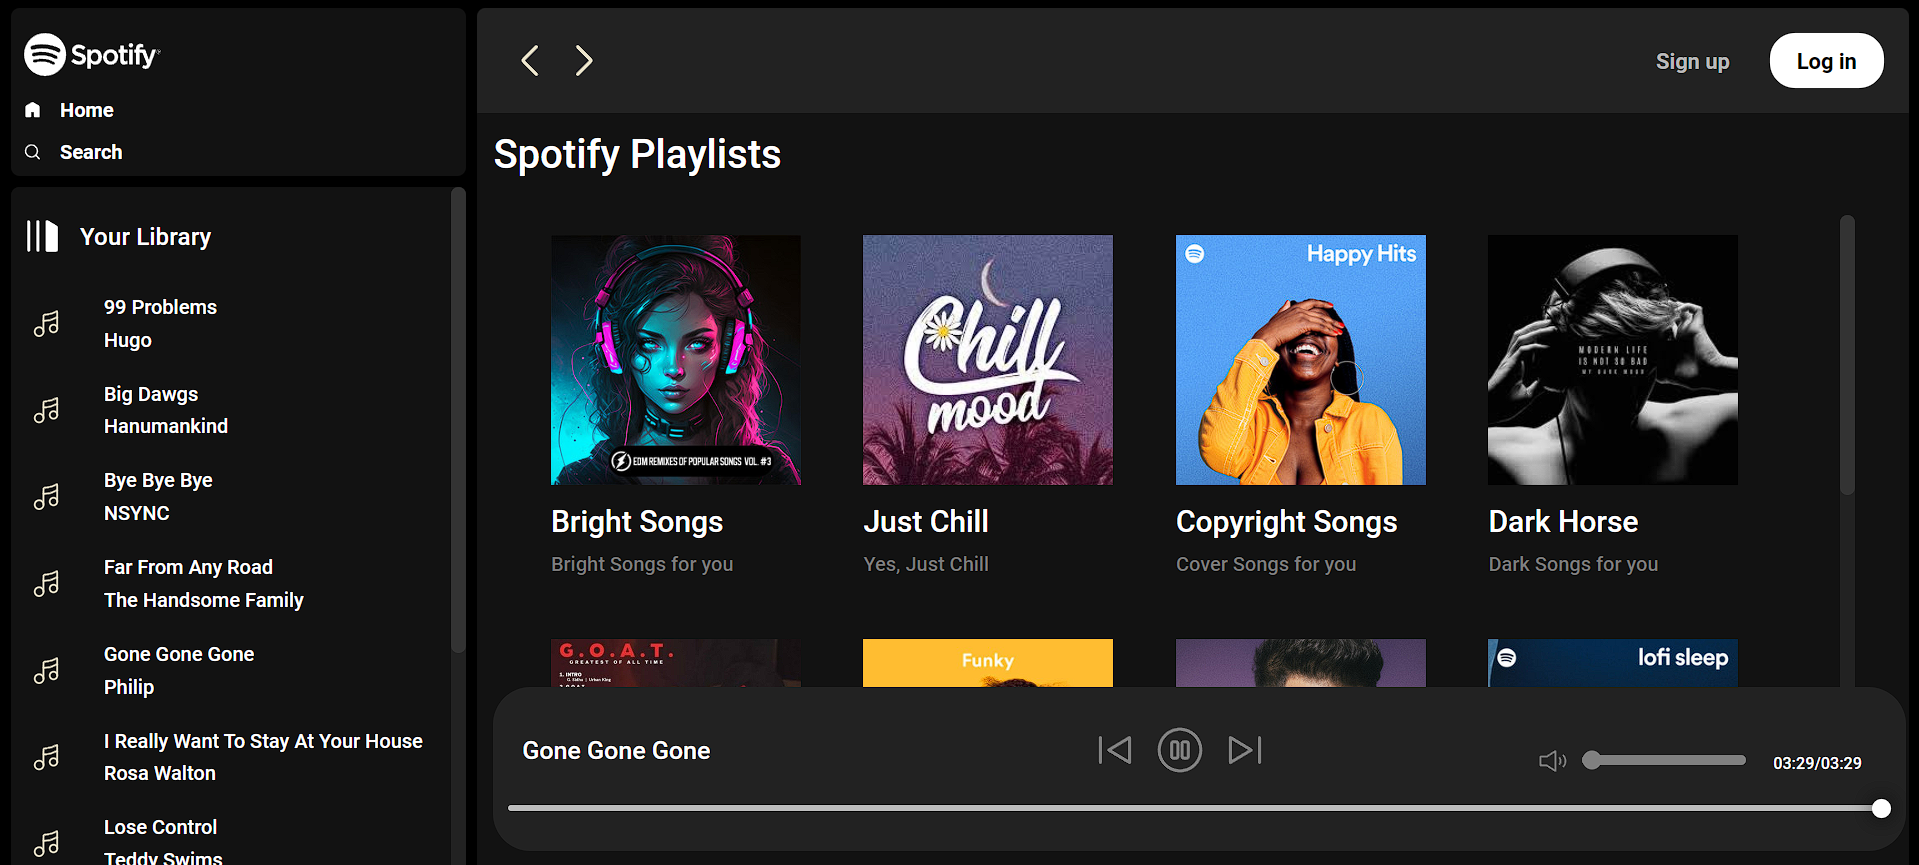 Spotify
Home
Search
Your Library
99 Problems
Hugo
Big Dawgs
Hanumankind
Bye Bye Bye
NSYNC
Far From Any Road
The Handsome Family
Gone Gone Gone
Philip
I Really Want To Stay At Your House
Rosa Walton
Lose Control
Teddy Swims
Sign up
Log in
Spotify Playlists
EDM REMIXES OF POPULAR SONGS VOL. #3
Bright Songs
Bright Songs for you
Chill
mood
Just Chill
Yes, Just Chill
Happy Hits
Copyright Songs
Cover Songs for you
MODERN LIFE
IS NOT SO BAD
MY DARK MOOD
Dark Horse
Dark Songs for you
G.O.A.T.
GREATEST OF ALL TIME
1. INTRO
Funky
lofi sleep
Gone Gone Gone
03:29/03:29